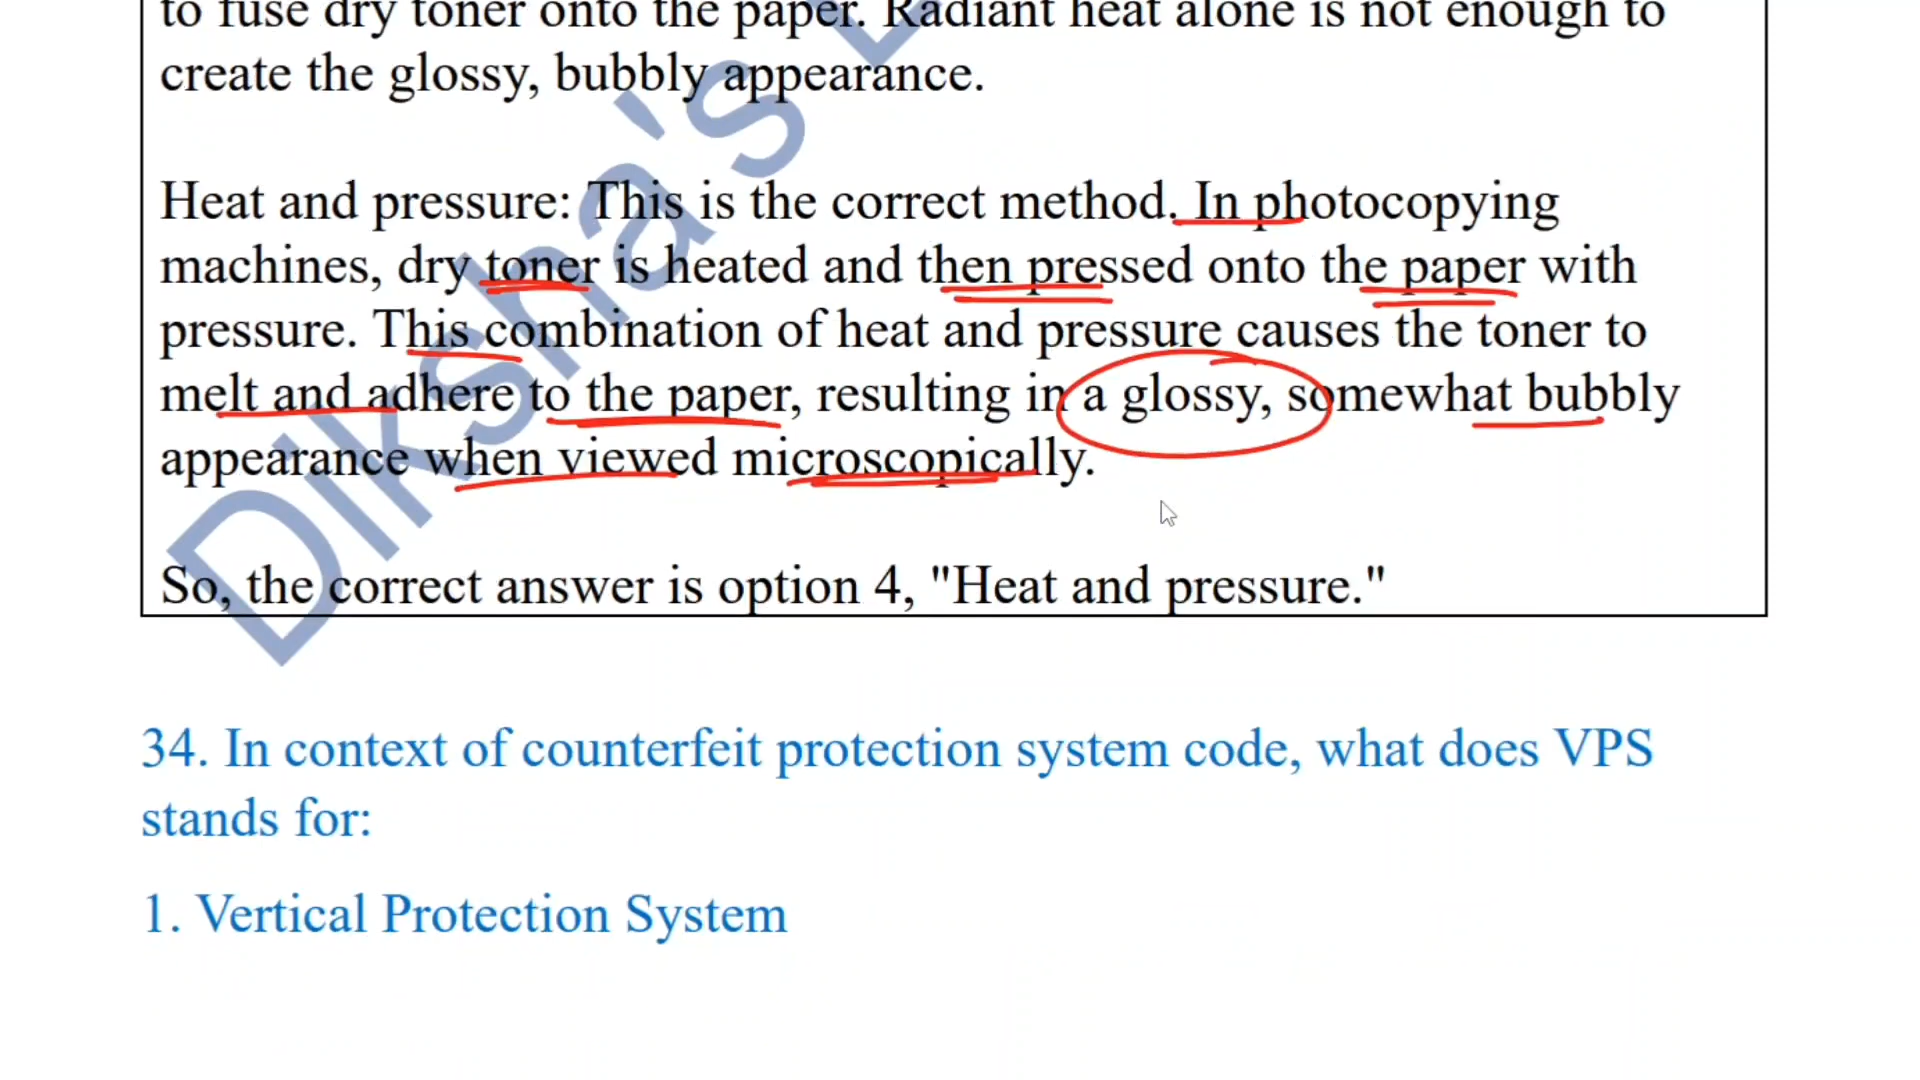 to fuse dry toner onto the paper. Radiant heat alone is not enough to
create the glossy, bubbly appearance.
Heat and pressure: This is the correct method. In photocopying
machines, dry toner is heated and then pressed onto the paper with
pressure. This combination of heat and pressure causes the toner to
melt and adhere to the paper, resulting in a glossy, somewhat bubbly
appearance when viewed microscopically.
So, the correct answer is option 4, "Heat and pressure."
Diksha's
34. In context of counterfeit protection system code, what does VPS
stands for:
1. Vertical Protection System